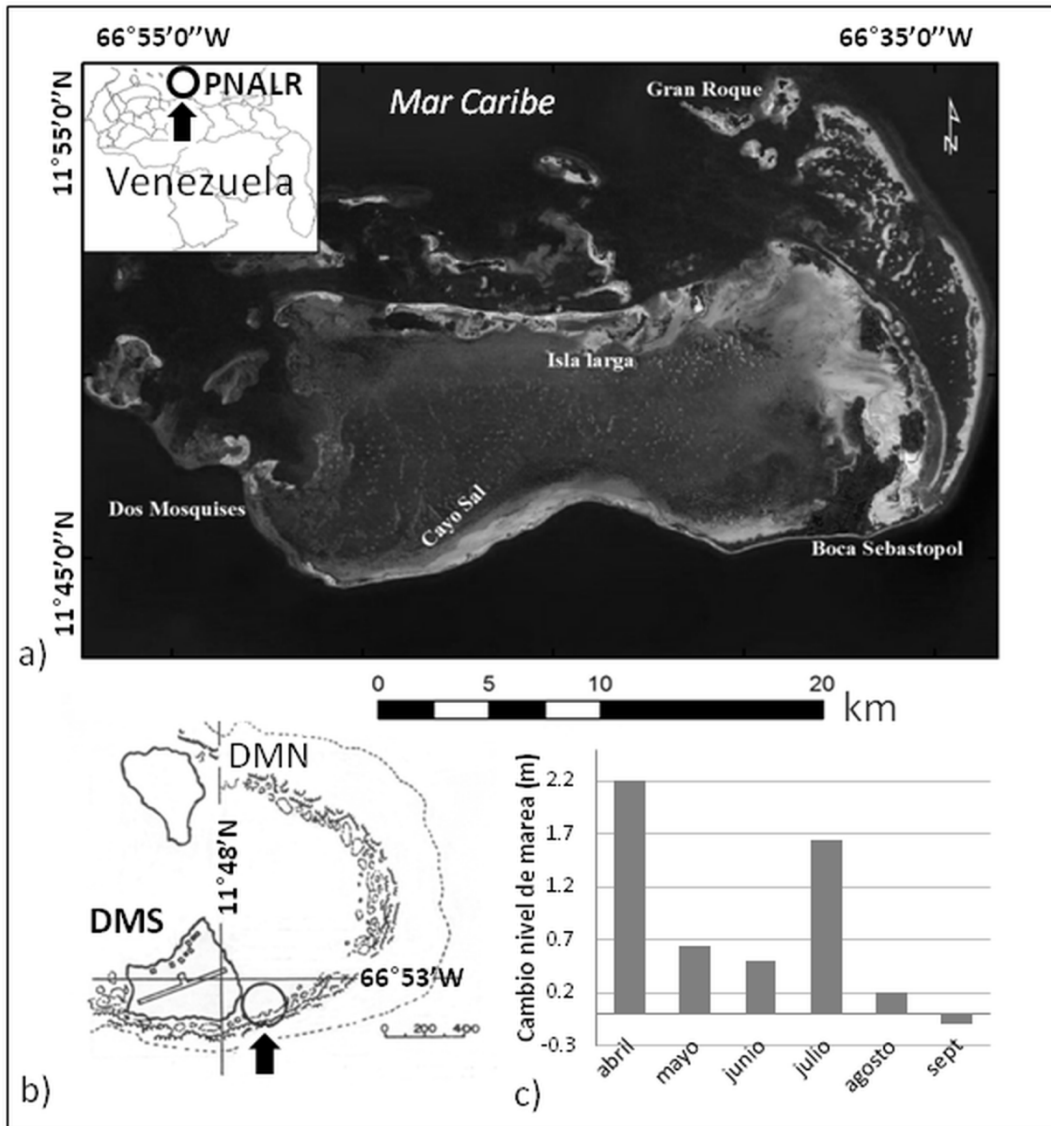 66°55'0''W
66°35'0''W
11°55'0''N
11°45'0''N
PNALR
Venezuela
Mar Caribe
Gran Roque
N
Isla larga
Dos Mosquises
Cayo Sal
Boca Sebastopol
a)
0 5 10 20 km
DMN
11°48'N
DMS
66°53'W
0 200 400
b)
Cambio nivel de marea (m)
2.2
1.7
1.2
0.7
0.2
-0.3
abril
mayo
junio
julio
agosto
sept
c)